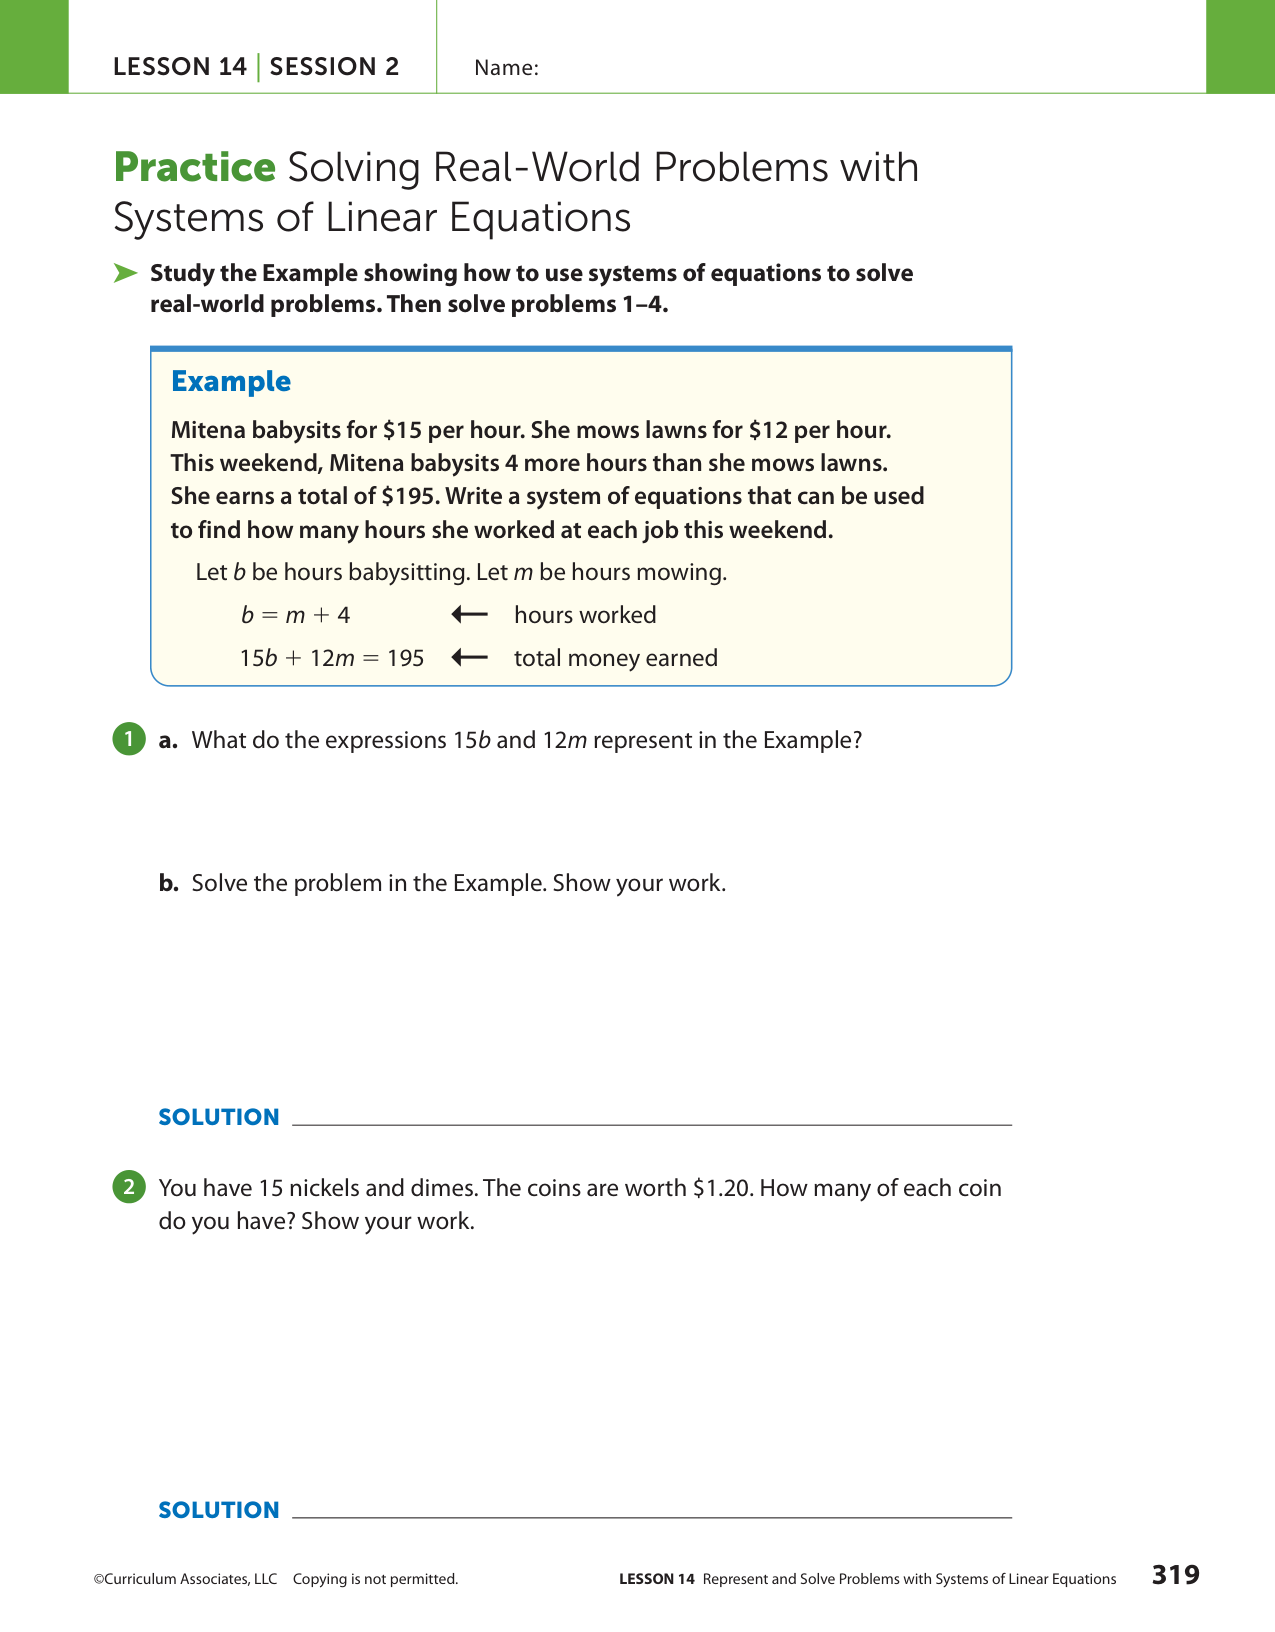 LESSON 14 | SESSION 2
Name:
Practice Solving Real-World Problems with
Systems of Linear Equations
➤ Study the Example showing how to use systems of equations to solve
real-world problems. Then solve problems 1–4.
Example
Mitena babysits for $15 per hour. She mows lawns for $12 per hour.
This weekend, Mitena babysits 4 more hours than she mows lawns.
She earns a total of $195. Write a system of equations that can be used
to find how many hours she worked at each job this weekend.
Let b be hours babysitting. Let m be hours mowing.
b = m + 4 ← hours worked
15b + 12m = 195 ← total money earned
1 a. What do the expressions 15b and 12m represent in the Example?
b. Solve the problem in the Example. Show your work.
SOLUTION
2 You have 15 nickels and dimes. The coins are worth $1.20. How many of each coin
do you have? Show your work.
SOLUTION
©Curriculum Associates, LLC Copying is not permitted.
LESSON 14 Represent and Solve Problems with Systems of Linear Equations
319